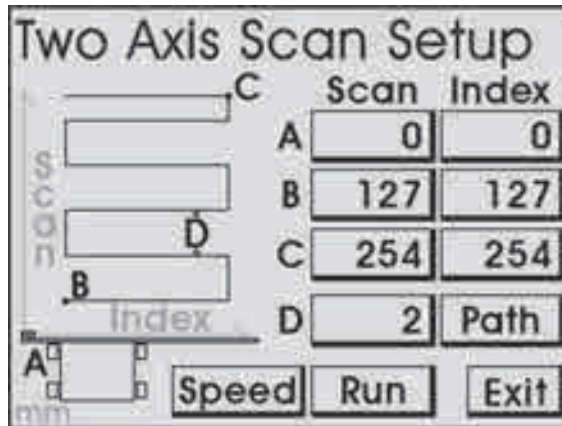 Two Axis Scan Setup
C
Scan Index
A 0 0
B 127 127
C 254 254
D 2 Path
scan
D
B
Index
A
mm
Speed Run Exit